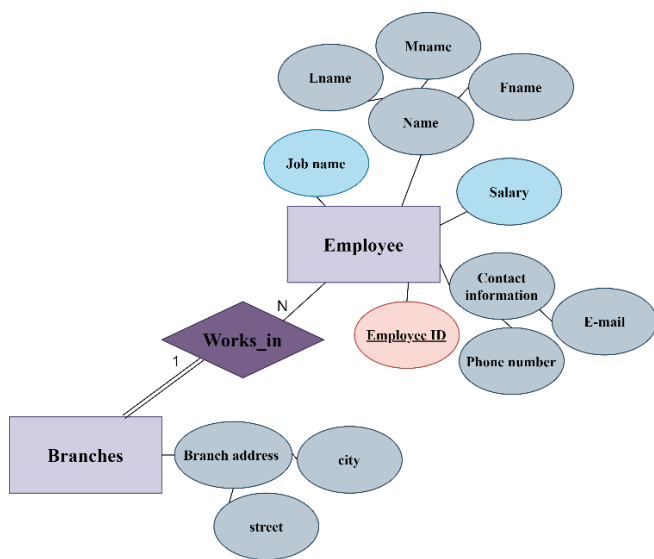 Mname
Lname
Fname
Name
Job name
Salary
Employee
Contact
information
N
E-mail
Employee ID
Works_in
1
Phone number
Branches
Branch address
city
street